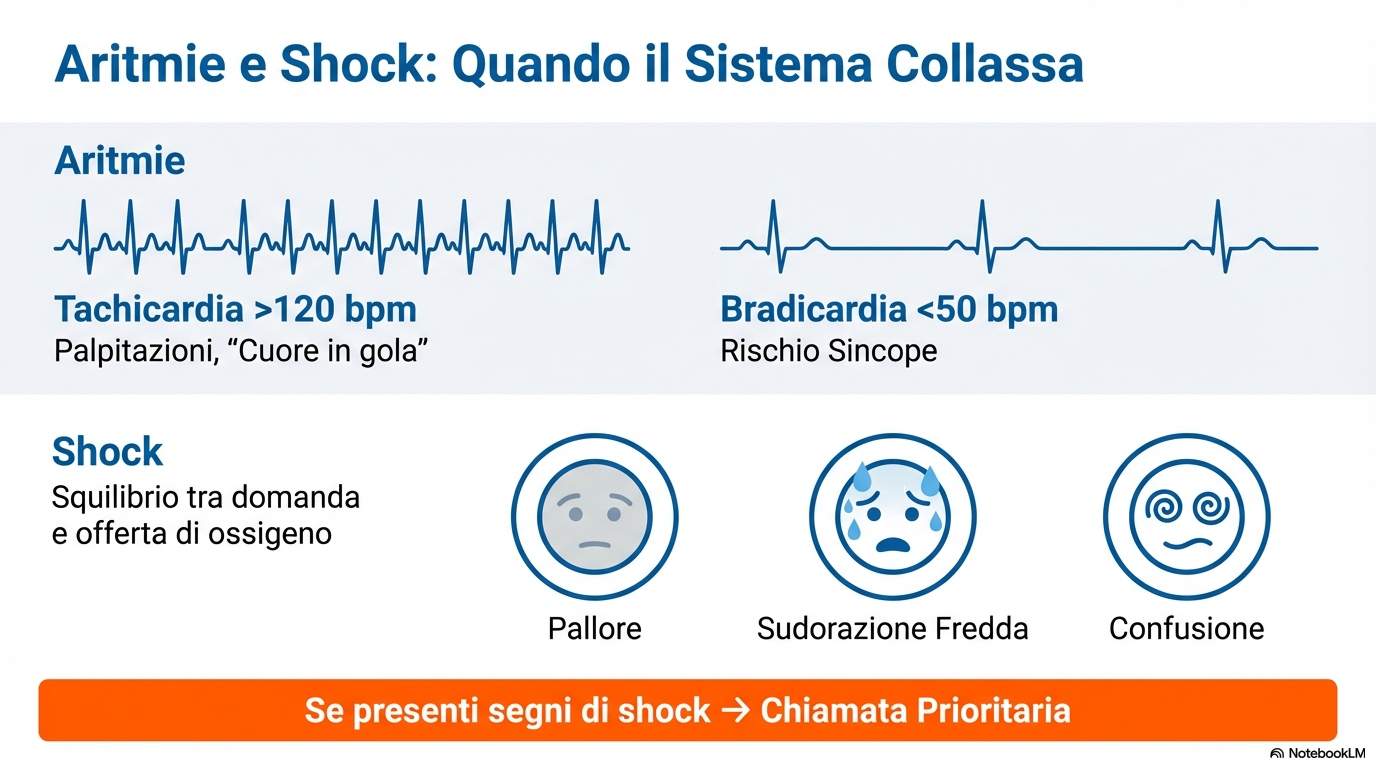 Aritmie e Shock: Quando il Sistema Collassa
Aritmie
Tachicardia >120 bpm
Palpitazioni, “Cuore in gola”
Bradicardia <50 bpm
Rischio Sincope
Shock
Squilibrio tra domanda
e offerta di ossigeno
Pallore
Sudorazione Fredda
Confusione
Se presenti segni di shock → Chiamata Prioritaria
NotebookLM